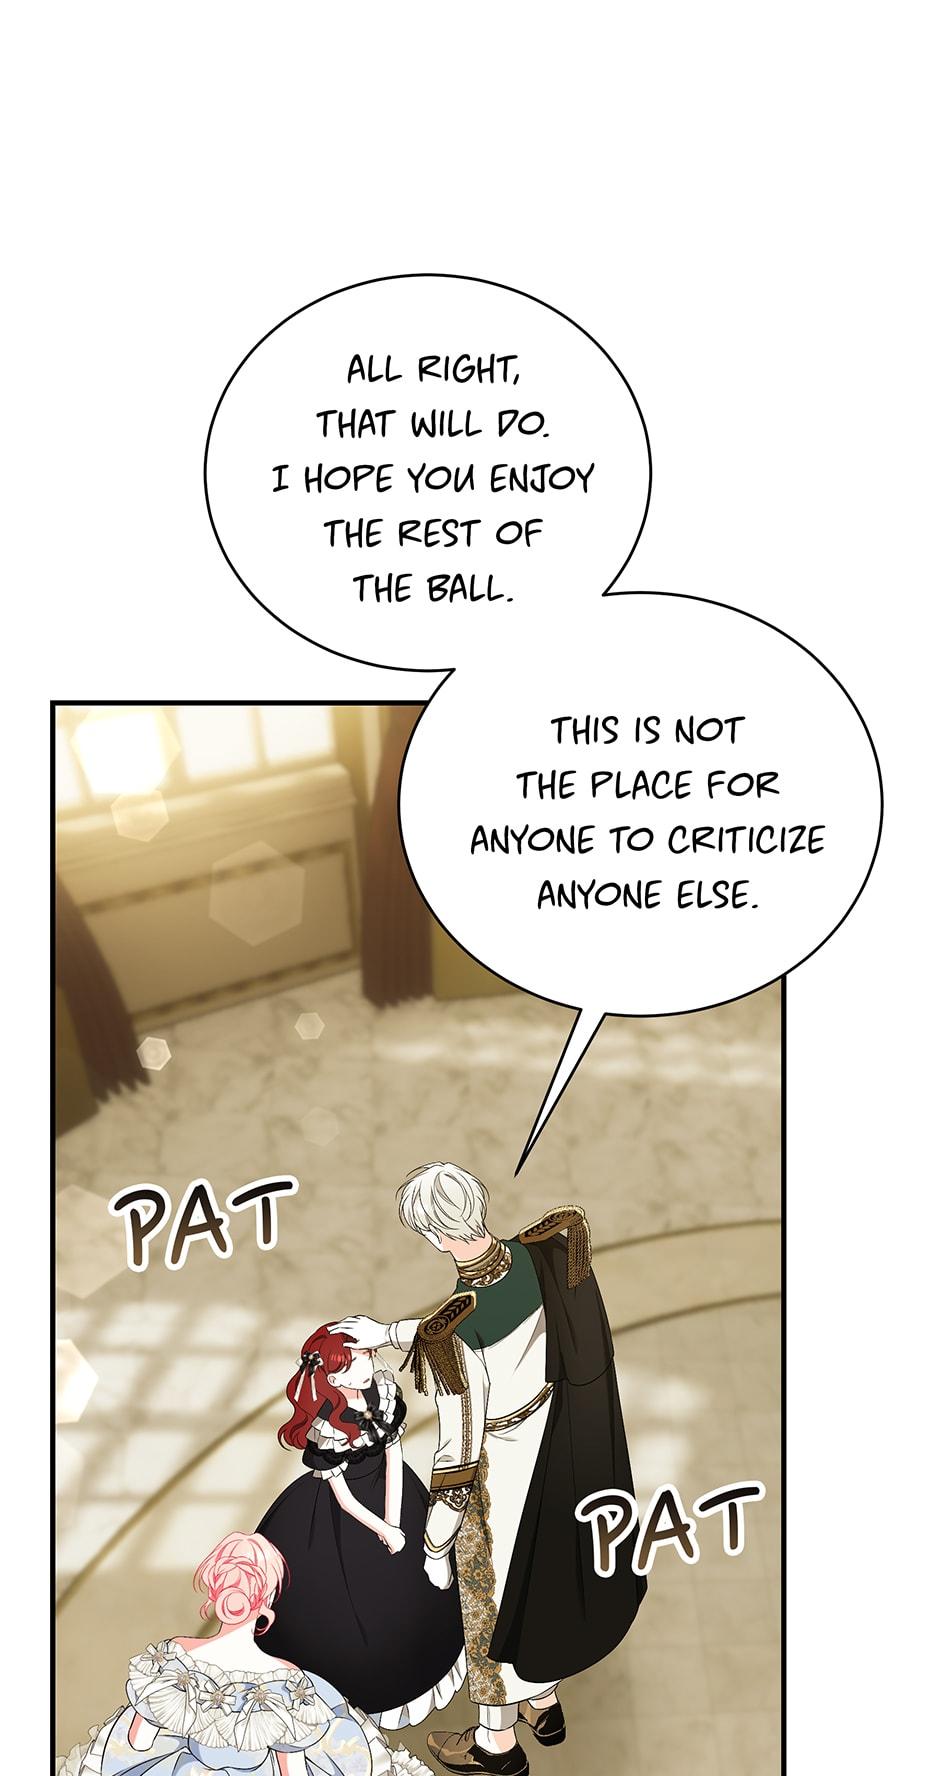 ALL RIGHT,
THAT WILL DO.
I HOPE YOU ENJOY
THE REST OF
THE BALL.
THIS IS NOT
THE PLACE FOR
ANYONE TO CRITICIZE
ANYONE ELSE.
PAT
PAT